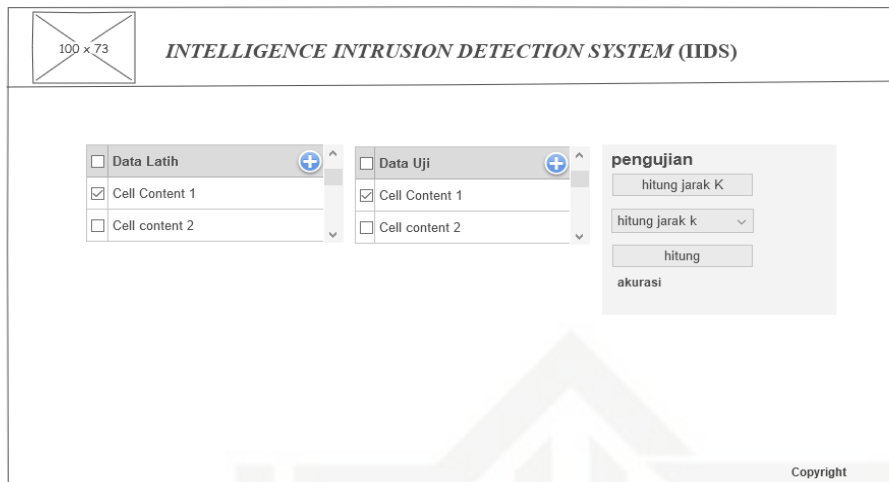 100 x 73
INTELLIGENCE INTRUSION DETECTION SYSTEM (IIDS)
Data Latih
Cell Content 1
Cell content 2
Data Uji
Cell Content 1
Cell content 2
pengujian
hitung jarak K
hitung jarak k
hitung
akurasi
Copyright